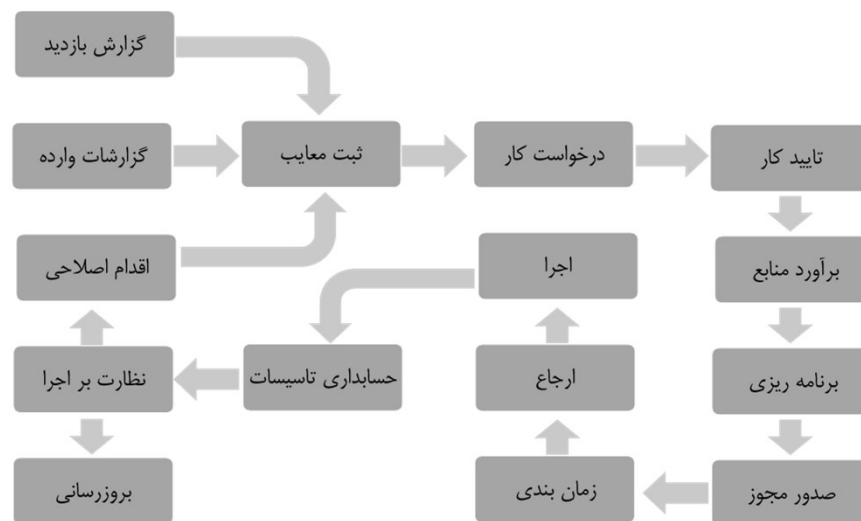 گزارش بازدید
گزارشات وارده
ثبت معایب
درخواست کار
تایید کار
اقدام اصلاحی
اجرا
برآورد منابع
نظارت بر اجرا
حسابداری تاسیسات
ارجاع
برنامه ریزی
بروزرسانی
زمان بندی
صدور مجوز